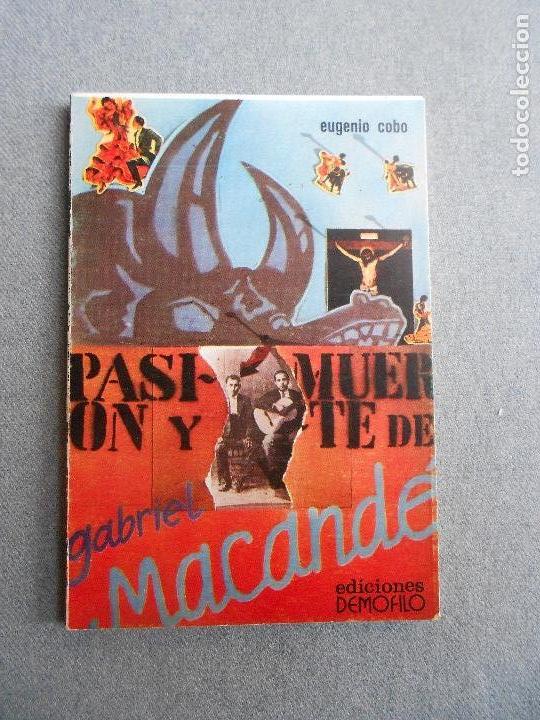 eugenio cobo
PASI- MUER
ON Y -TE DE
gabriel
Macandé
ediciones
DEMOFILO
todocoleccion